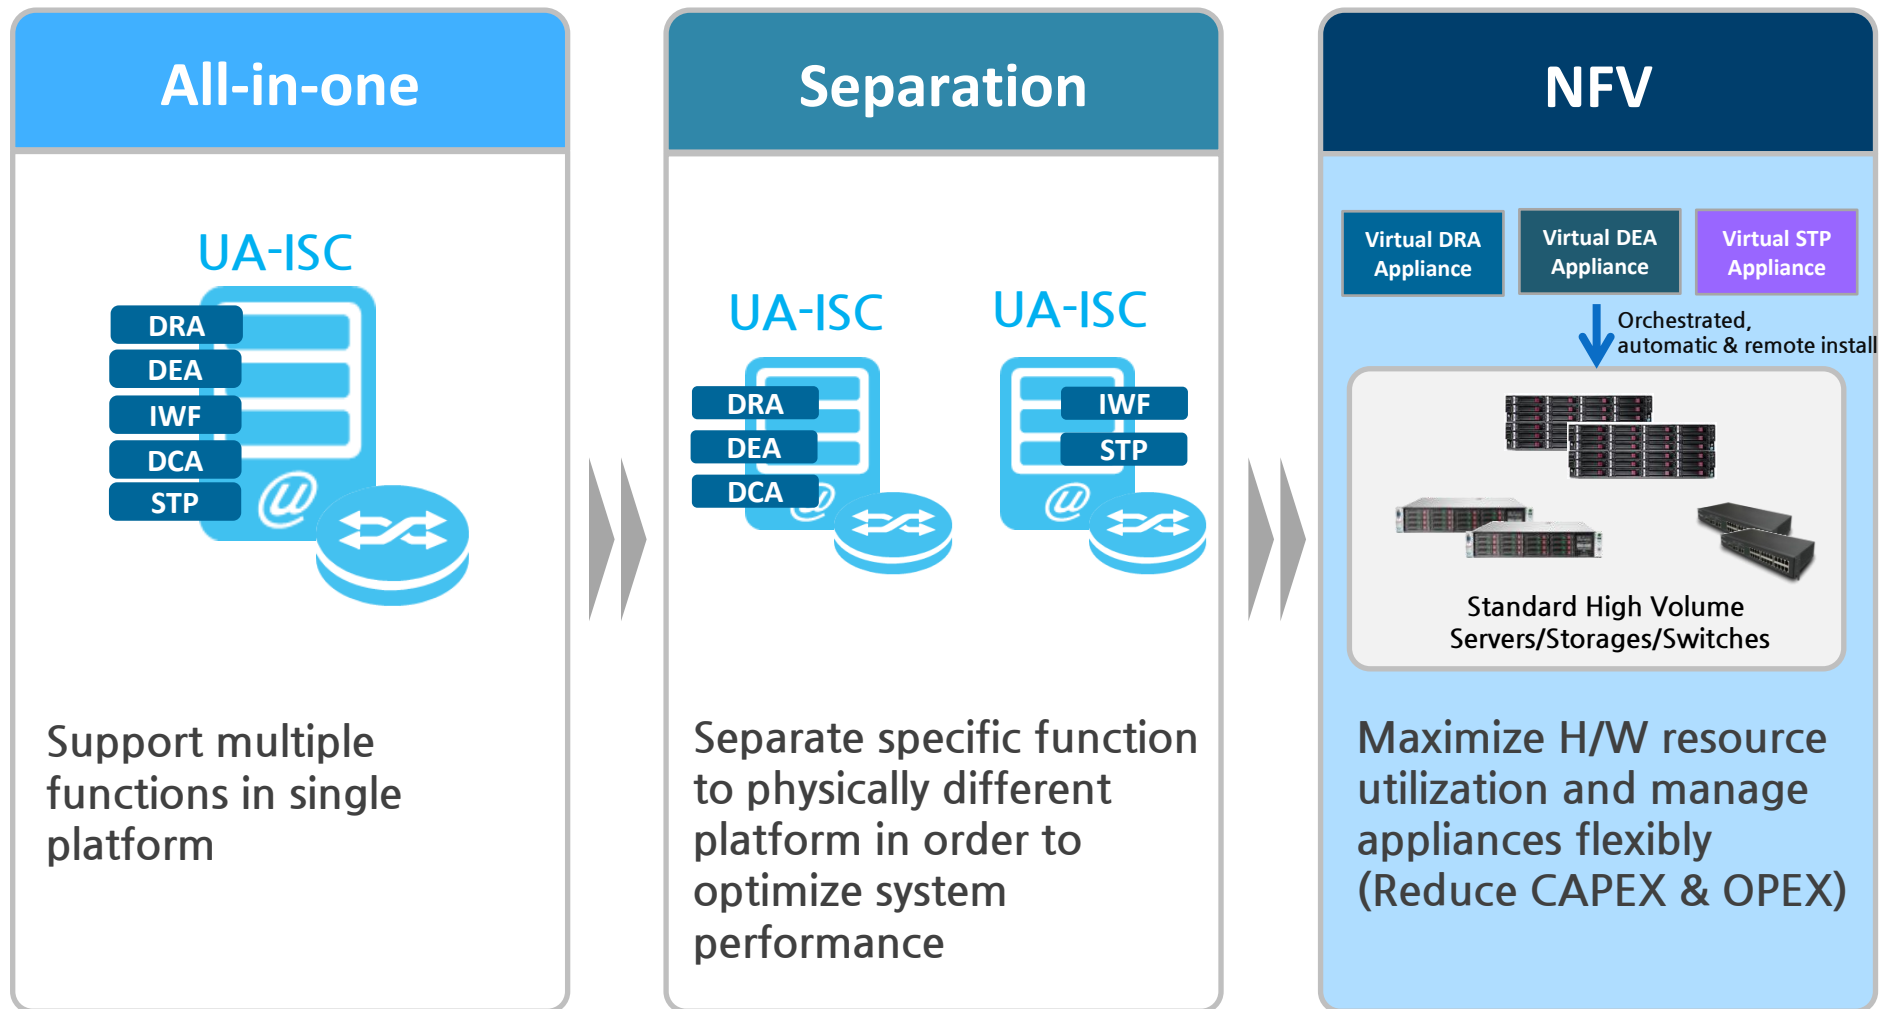 All-in-one
UA-ISC
DRA
DEA
IWF
DCA
STP
@
Support multiple
functions in single
platform
Separation
UA-ISC
DRA
DEA
DCA
@
UA-ISC
IWF
STP
@
Separate specific function
to physically different
platform in order to
optimize system
performance
NFV
Virtual DRA
Appliance
Virtual DEA
Appliance
Virtual STP
Appliance
Orchestrated,
automatic & remote install
Standard High Volume
Servers/Storages/Switches
Maximize H/W resource
utilization and manage
appliances flexibly
(Reduce CAPEX & OPEX)